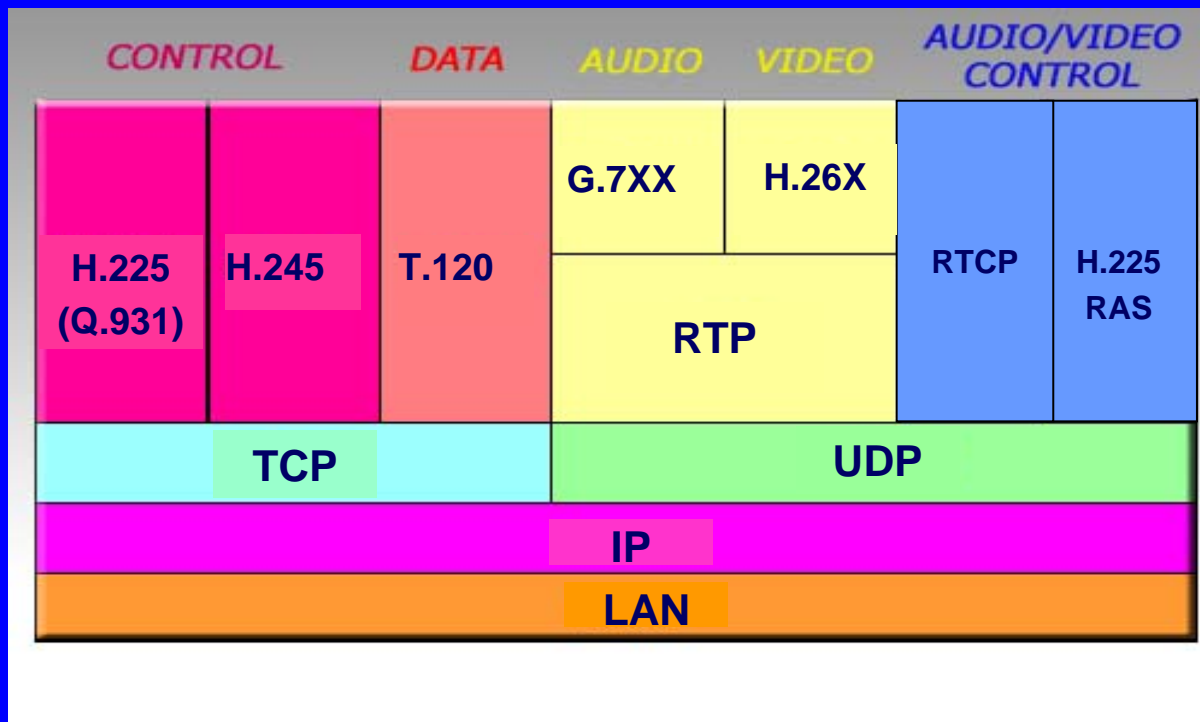 CONTROL
DATA
AUDIO
VIDEO
AUDIO/VIDEO
CONTROL
H.225
(Q.931)
H.245
T.120
G.7XX
H.26X
RTP
RTCP
H.225
RAS
TCP
UDP
IP
LAN